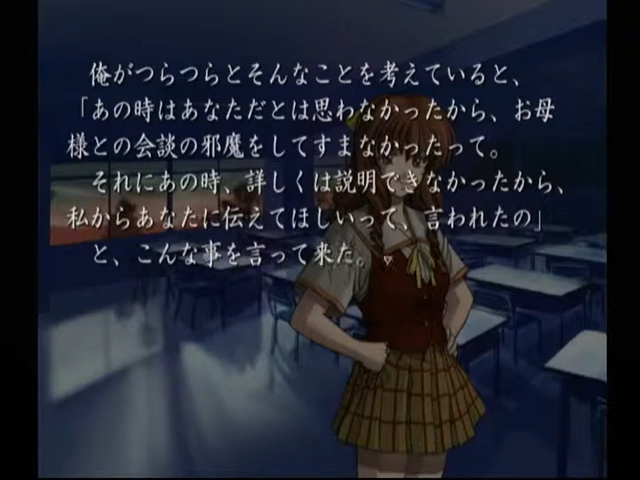 俺がつらつらとそんなことを考えていると、
「あの時はあなただとは思わなかったから、お母
様との会談の邪魔をしてすまなかったって。
それにあの時、詳しくは説明できなかったから、
私からあなたに伝えてほしいって、言われたの」
と、こんな事を言って来た。